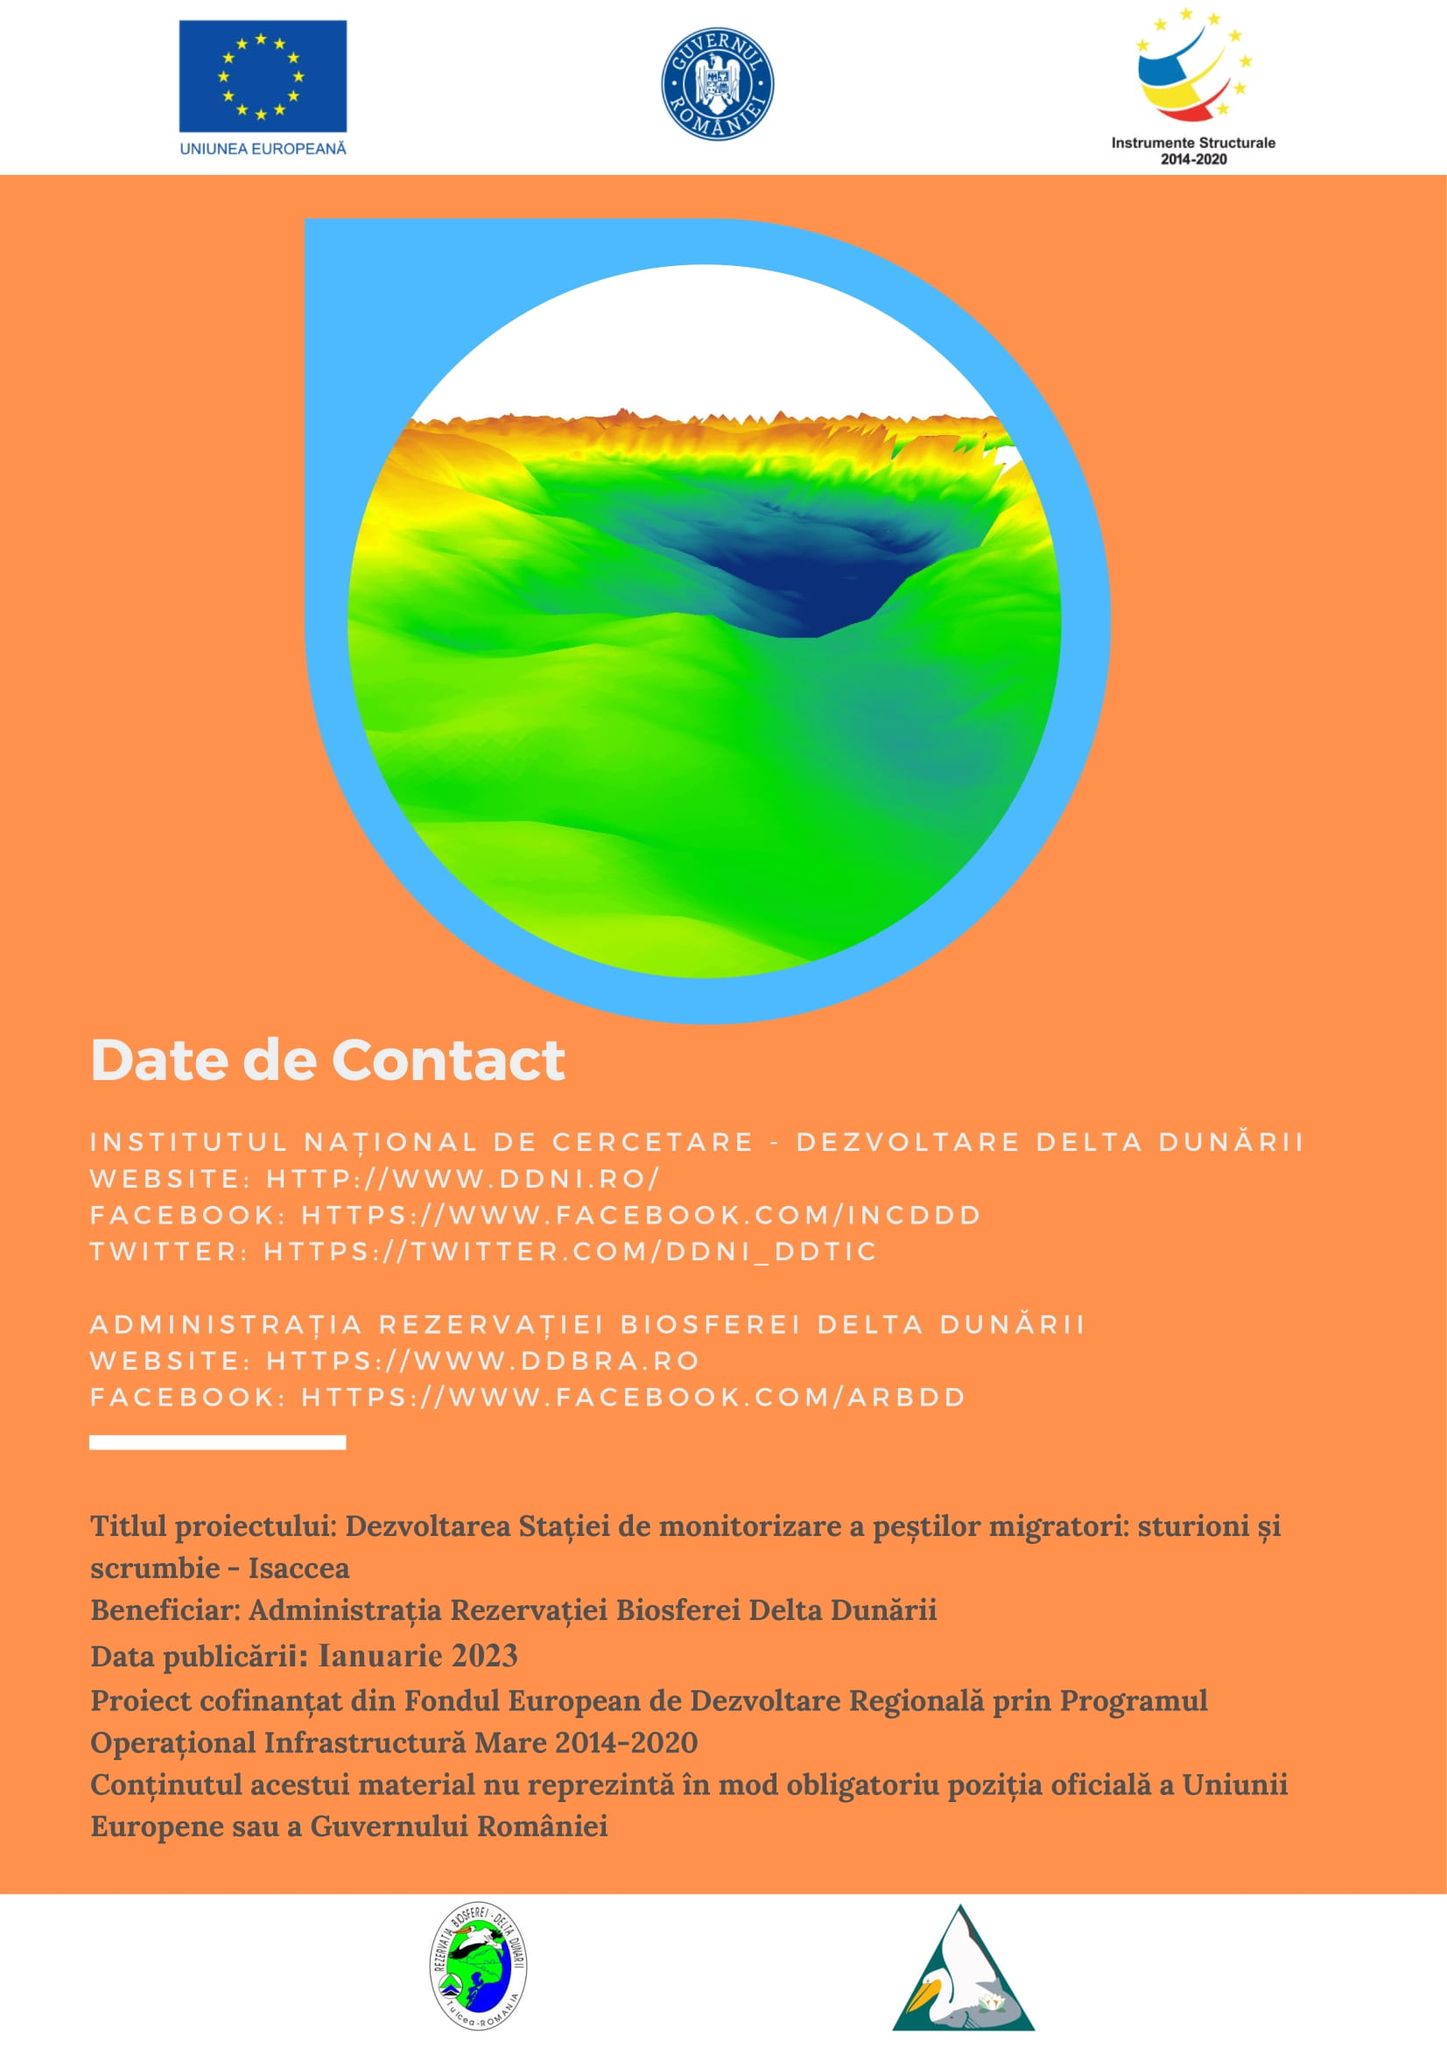 UNIUNEA EUROPEANĂ
GUVERNUL ROMÂNIEI
Instrumente Structurale
2014-2020
Date de Contact
INSTITUTUL NAȚIONAL DE CERCETARE - DEZVOLTARE DELTA DUNĂRII
WEBSITE: HTTP://WWW.DDNI.RO/
FACEBOOK: HTTPS://WWW.FACEBOOK.COM/INCDDD
TWITTER: HTTPS://TWITTER.COM/DDNI_DDTIC
ADMINISTRAȚIA REZERVAȚIEI BIOSFEREI DELTA DUNĂRII
WEBSITE: HTTPS://WWW.DDBRA.RO
FACEBOOK: HTTPS://WWW.FACEBOOK.COM/ARBDD
Titlul proiectului: Dezvoltarea Stației de monitorizare a peștilor migratori: sturioni și
scrumbie - Isaccea
Beneficiar: Administrația Rezervației Biosferei Delta Dunării
Data publicării: Ianuarie 2023
Proiect cofinanțat din Fondul European de Dezvoltare Regională prin Programul
Operațional Infrastructură Mare 2014-2020
Conținutul acestui material nu reprezintă în mod obligatoriu poziția oficială a Uniunii
Europene sau a Guvernului României
REZERVATIA BIOSFEREI - DELTA DUNARII
Tulcea - ROMANIA